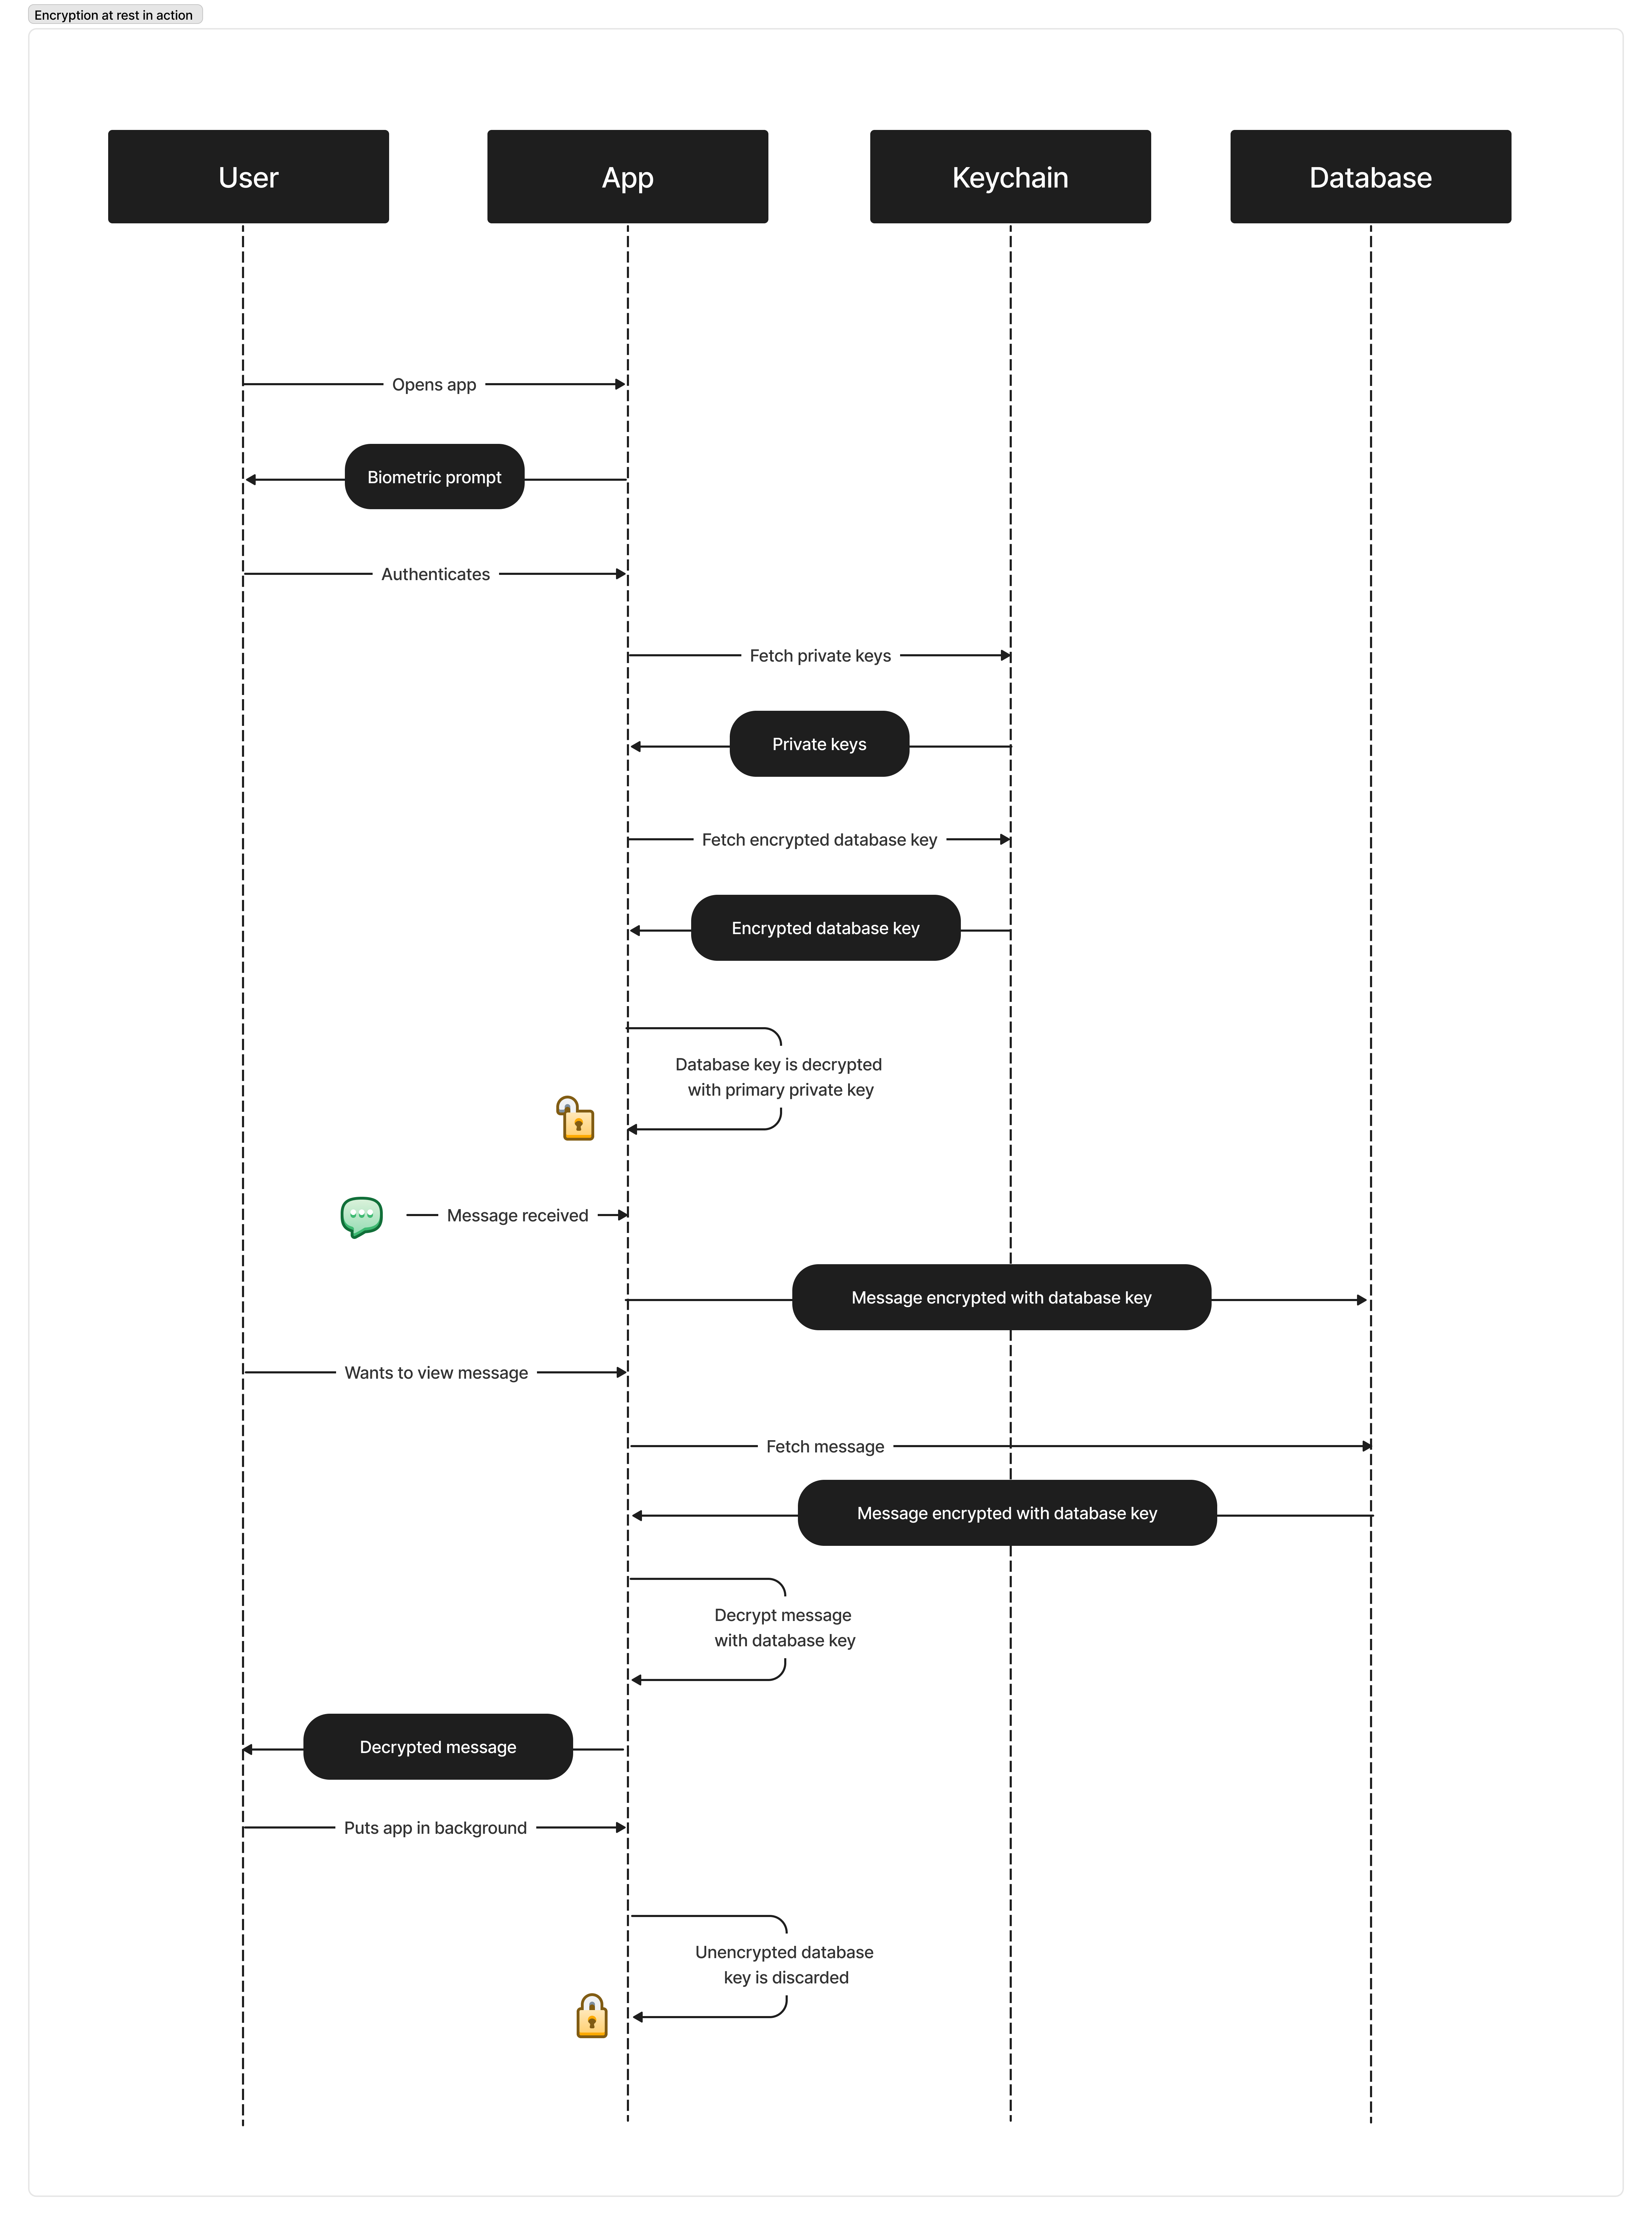 Encryption at rest in action
User
App
Keychain
Database
Opens app
Biometric prompt
Authenticates
Fetch private keys
Private keys
Fetch encrypted database key
Encrypted database key
Database key is decrypted
with primary private key
Message received
Message encrypted with database key
Wants to view message
Fetch message
Message encrypted with database key
Decrypt message
with database key
Decrypted message
Puts app in background
Unencrypted database
key is discarded